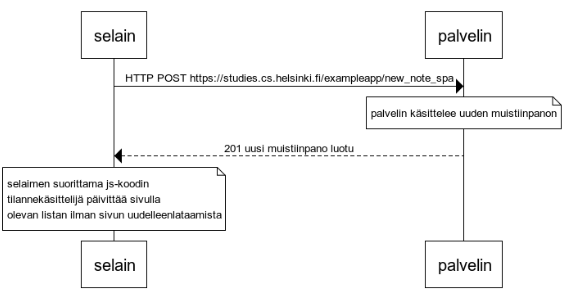 selain
palvelin
HTTP POST https://studies.cs.helsinki.fi/exampleapp/new_note_spa
palvelin käsittelee uuden muistiinpanon
201 uusi muistiinpano luotu
selaimen suorittama js-koodin
tilannekäsittelijä päivittää sivulla
olevan listan ilman sivun uudelleenlataamista
selain
palvelin